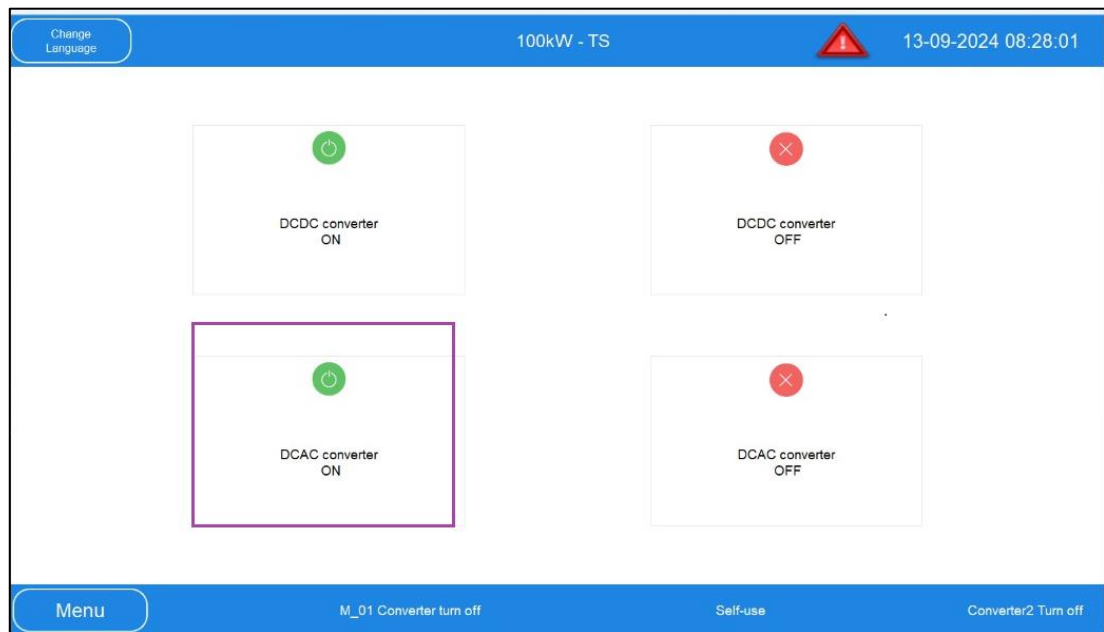 Change
Language
100kW - TS
13-09-2024 08:28:01
DCDC converter
ON
DCDC converter
OFF
DCAC converter
ON
DCAC converter
OFF
Menu
M_01 Converter turn off
Self-use
Converter2 Turn off